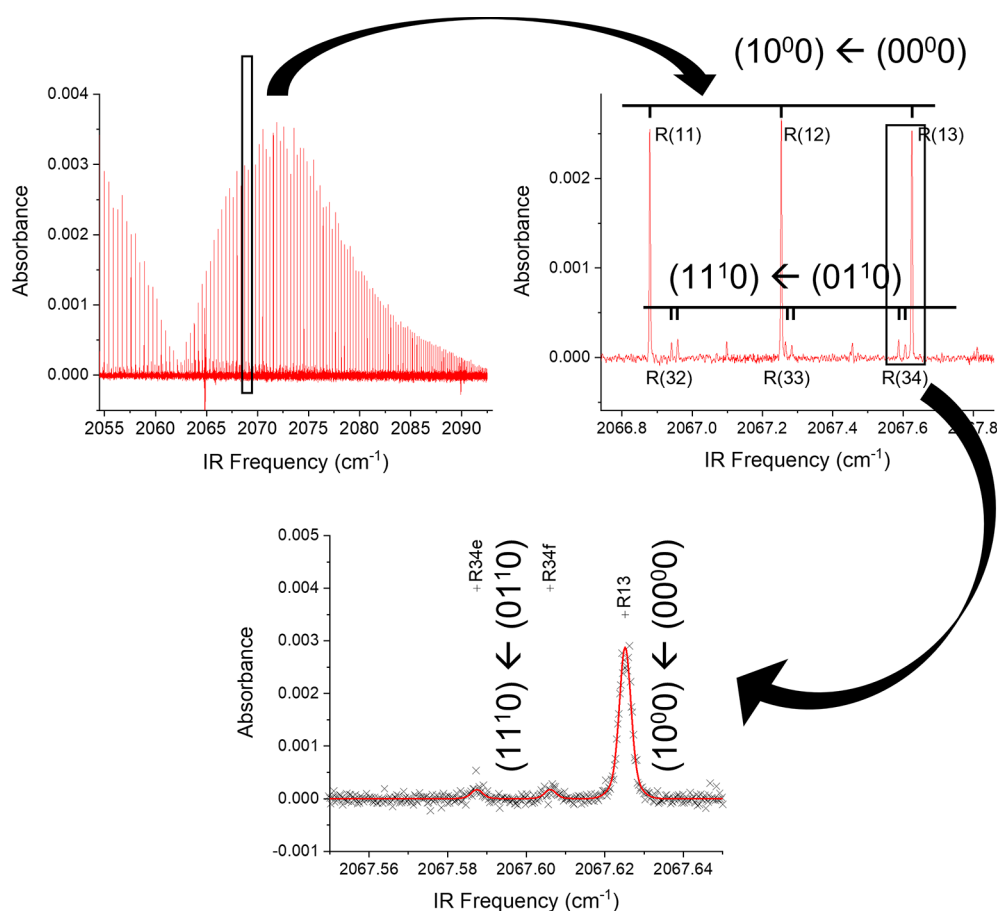 (10⁰0) ← (00⁰0)
0.004
0.003
0.002
0.001
0.000
Absorbance
2055 2060 2065 2070 2075 2080 2085 2090
IR Frequency (cm⁻¹)
R(11) R(12) R(13)
(11¹0) ← (01¹0)
R(32) R(33) R(34)
0.002
0.001
0.000
Absorbance
2066.8 2067.0 2067.2 2067.4 2067.6 2067.8
IR Frequency (cm⁻¹)
0.005
0.004
0.003
0.002
0.001
0.000
-0.001
Absorbance
+R34e
(11¹0) ← (01¹0)
+R34f
+R13
(10⁰0) ← (00⁰0)
2067.56 2067.58 2067.60 2067.62 2067.64
IR Frequency (cm⁻¹)